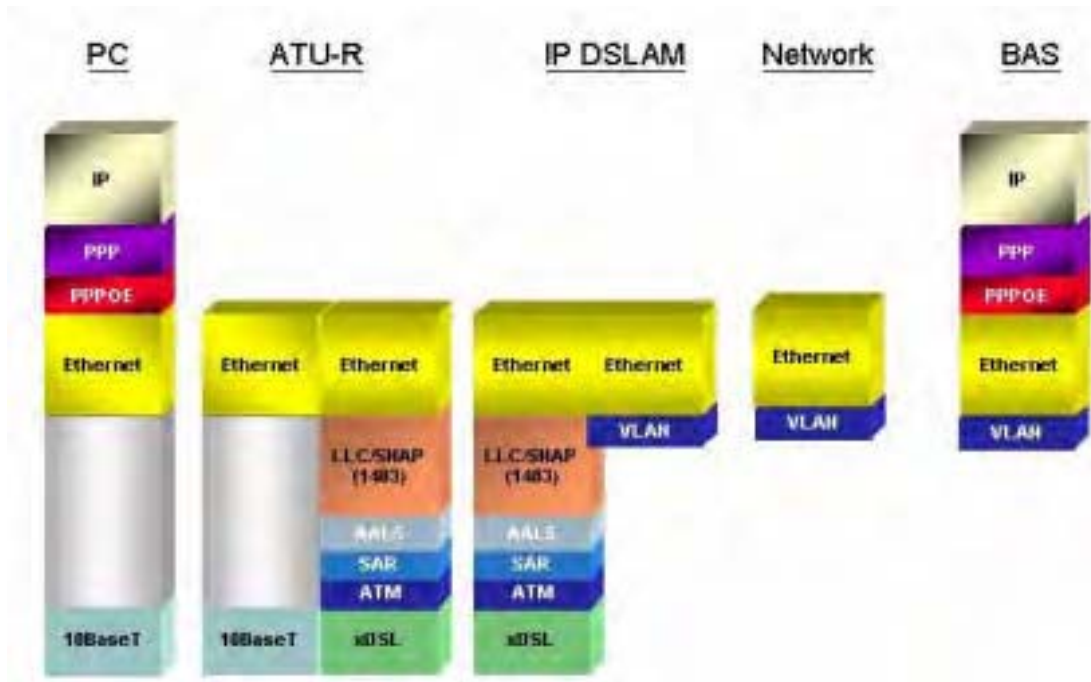 PC
ATU-R
IP DSLAM
Network
BAS
IP
PPP
PPPOE
Ethernet
10BaseT
Ethernet
10BaseT
Ethernet
LLC/SNAP
(1483)
AAL5
SAR
ATM
xDSL
Ethernet
LLC/SNAP
(1483)
AAL5
SAR
ATM
xDSL
Ethernet
VLAN
Ethernet
VLAN
IP
PPP
PPPOE
Ethernet
VLAN